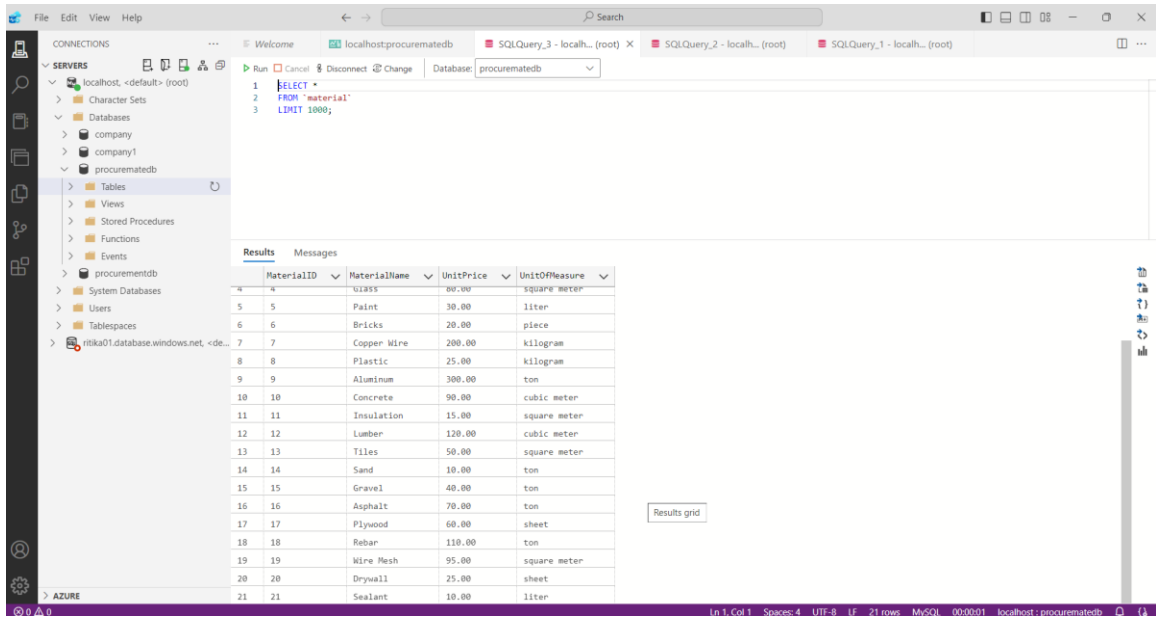 File Edit View Help
Search
CONNECTIONS
Welcome
localhost:procurematedb
SQLQuery_3 - localh... (root)
SQLQuery_2 - localh... (root)
SQLQuery_1 - localh... (root)
SERVERS
Run Cancel Disconnect Change Database: procurematedb
localhost, <default> (root)
Character Sets
Databases
company
company1
procurematedb
Tables
Views
Stored Procedures
Functions
Events
procurementdb
System Databases
Users
Tablespaces
ritika01.database.windows.net, <de...
AZURE
1 SELECT *
2 FROM `material`
3 LIMIT 1000;
Results Messages
MaterialID MaterialName UnitPrice UnitOfMeasure
4 4 Glass 80.00 square meter
5 5 Paint 30.00 liter
6 6 Bricks 20.00 piece
7 7 Copper Wire 200.00 kilogram
8 8 Plastic 25.00 kilogram
9 9 Aluminum 300.00 ton
10 10 Concrete 90.00 cubic meter
11 11 Insulation 15.00 square meter
12 12 Lumber 120.00 cubic meter
13 13 Tiles 50.00 square meter
14 14 Sand 10.00 ton
15 15 Gravel 40.00 ton
16 16 Asphalt 70.00 ton
17 17 Plywood 60.00 sheet
18 18 Rebar 110.00 ton
19 19 Wire Mesh 95.00 square meter
20 20 Drywall 25.00 sheet
21 21 Sealant 10.00 liter
Results grid
0 0 Ln 1, Col 1 Spaces: 4 UTF-8 LF 21 rows MySQL 00:00:01 localhost : procurematedb